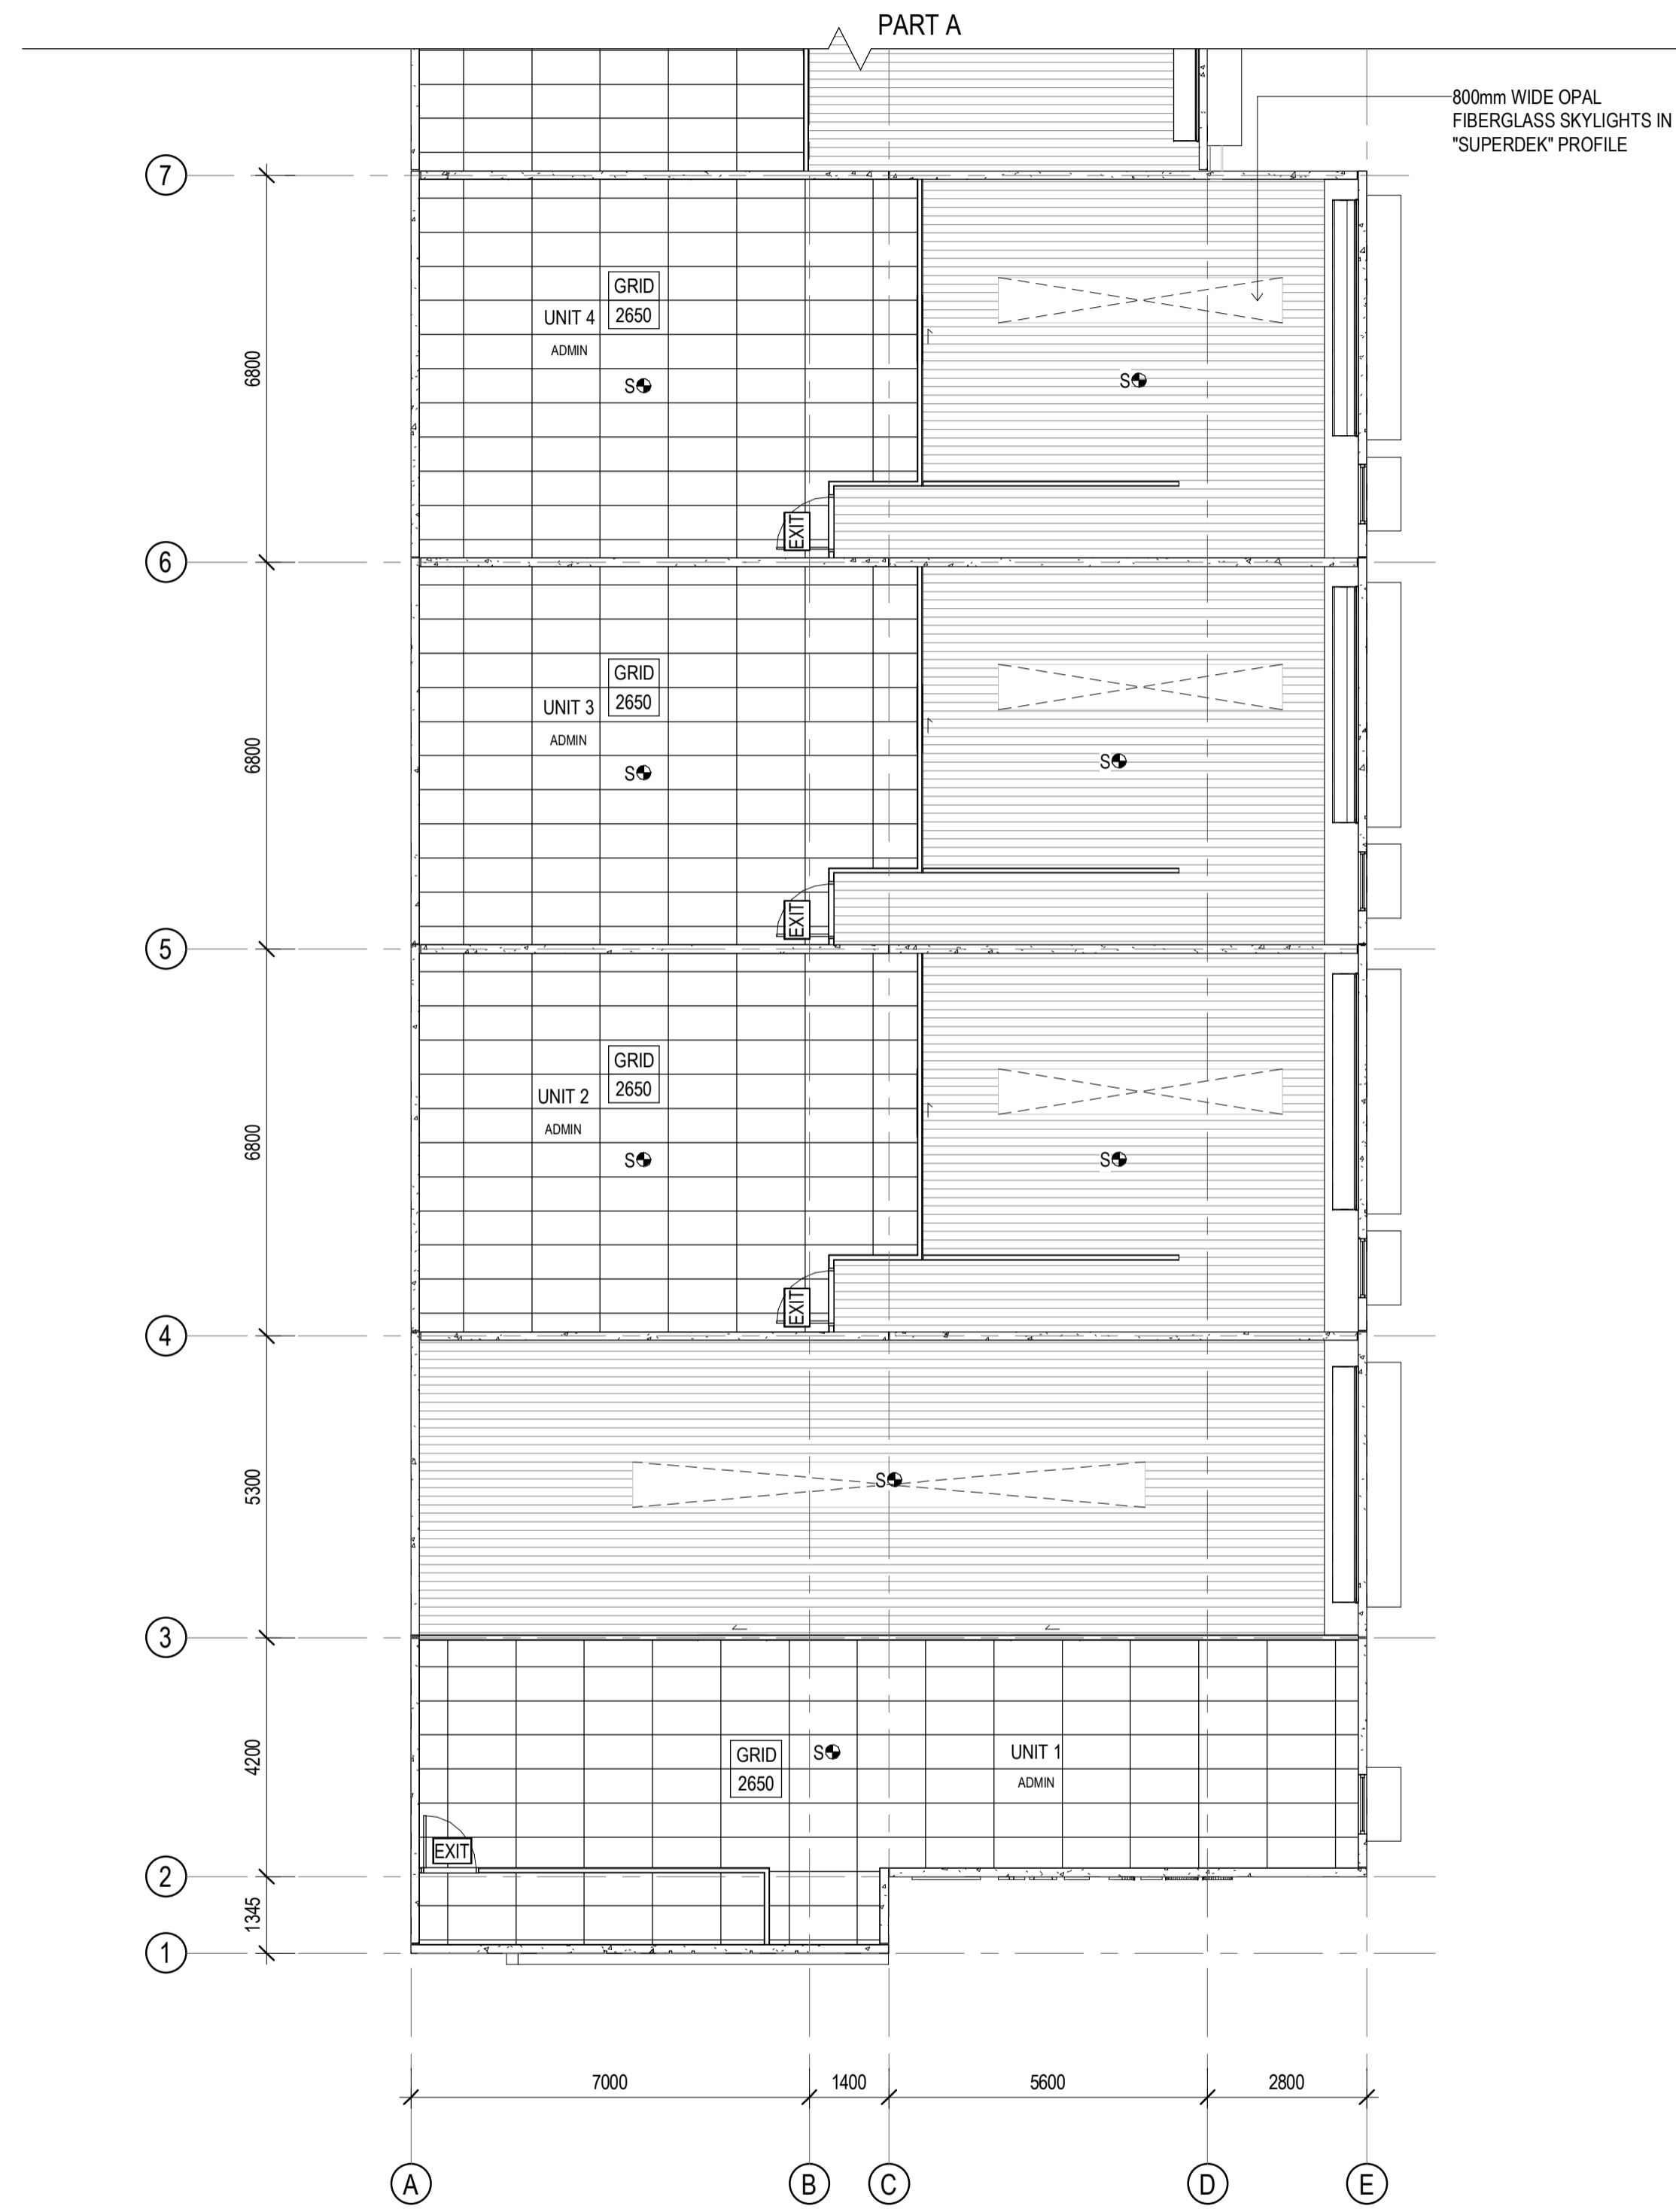 PART A
800mm WIDE OPAL
FIBERGLASS SKYLIGHTS IN
"SUPERDEK" PROFILE
7
GRID
2650
UNIT 4
ADMIN
S
S
6800
EXIT
6
GRID
2650
UNIT 3
ADMIN
S
S
6800
EXIT
5
GRID
2650
UNIT 2
ADMIN
S
S
6800
EXIT
4
S
5300
3
GRID
2650
S
UNIT 1
ADMIN
4200
EXIT
2
1345
1
7000
1400
5600
2800
A
B
C
D
E